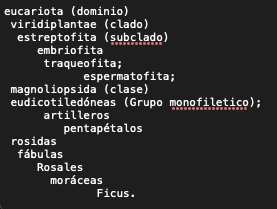 eucariota (dominio)
viridiplantae (clado)
estreptofita (subclado)
embriofita
traqueofita;
espermatofita;
magnoliopsida (clase)
eudicotiledóneas (Grupo monofiletico);
artilleros
pentapétalos
rosidas
fábulas
Rosales
moráceas
Ficus.